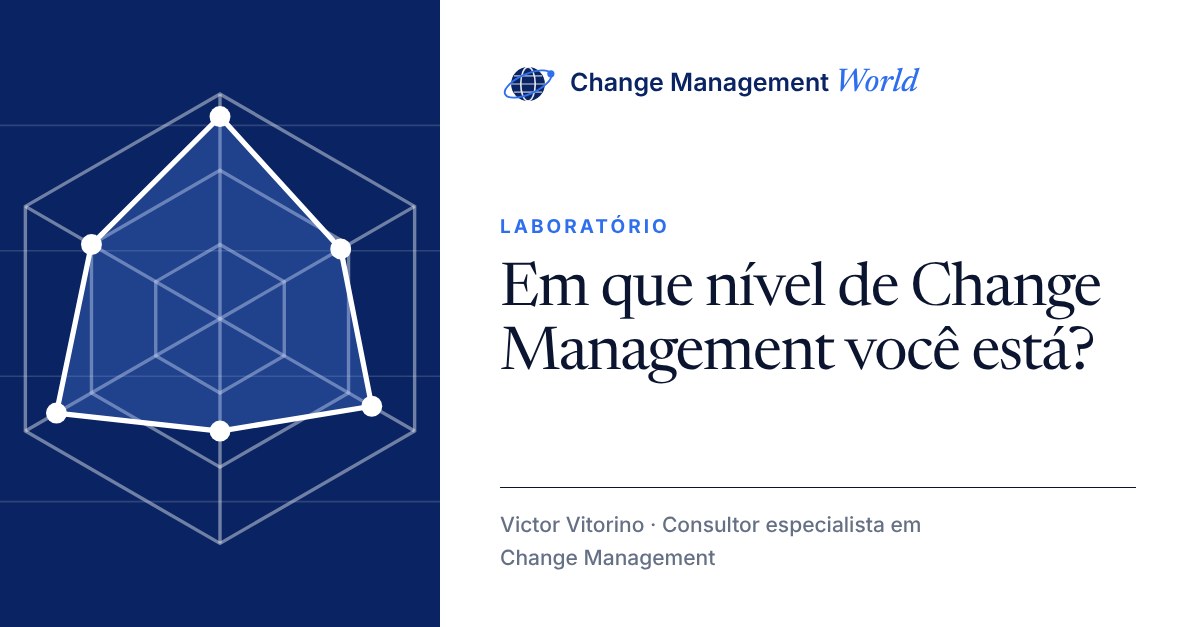 Change Management World
LABORATÓRIO
Em que nível de Change
Management você está?
Victor Vitorino · Consultor especialista em
Change Management